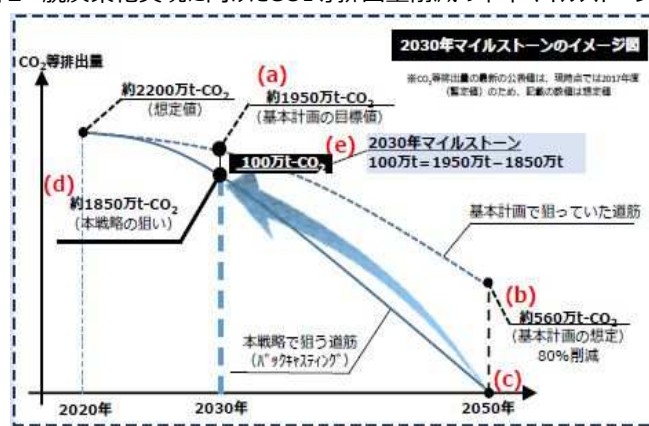 2030年マイルストーンのイメージ図
CO₂等排出量
※CO₂等排出量の最新の公表値は、現時点では2017年度
(暫定値)のため、記載の数値は想定値
(a)
約2200万t-CO₂
(想定値)
約1950万t-CO₂
(基本計画の目標値)
(e)
2030年マイルストーン
100万t=1950万t-1850万t
100万t-CO₂
(d)
約1850万t-CO₂
(本戦略の狙い)
基本計画で狙っていた道筋
(b)
約560万t-CO₂
(基本計画の想定)
80%削減
本戦略で狙う道筋
(バックキャスティング)
(c)
2020年
2030年
2050年